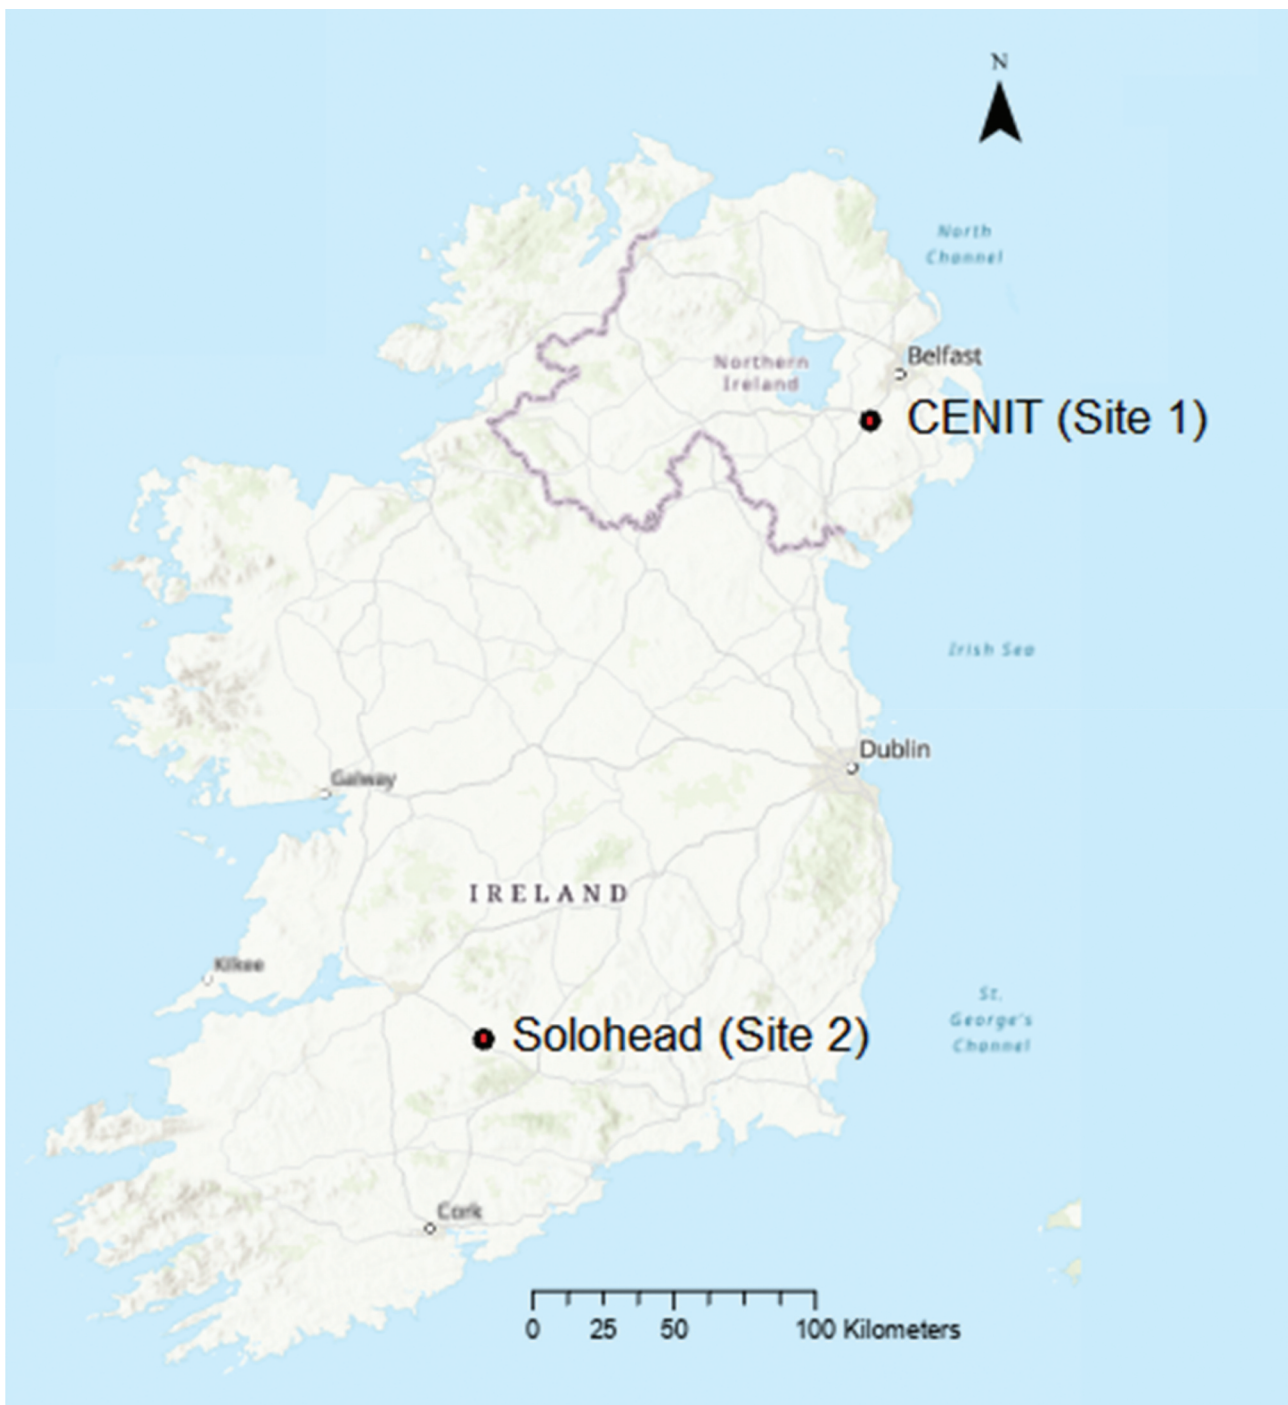 N
North
Channel
Belfast
Northern
Ireland
CENIT (Site 1)
Irish Sea
Dublin
Galway
IRELAND
Kilkee
St.
George's
Channel
Solohead (Site 2)
Cork
0 25 50 100 Kilometers